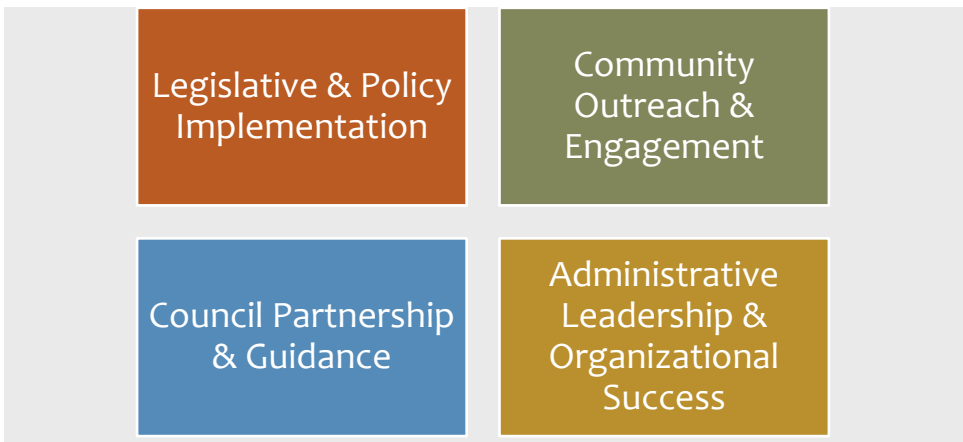 Legislative & Policy
Implementation
Community
Outreach &
Engagement
Council Partnership
& Guidance
Administrative
Leadership &
Organizational
Success